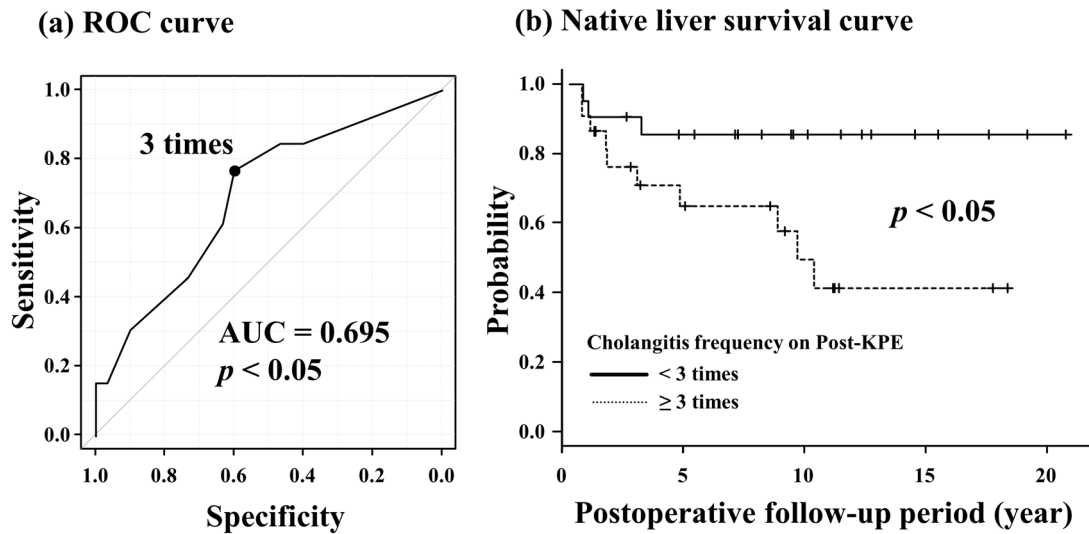 (a) ROC curve
1.0
0.8
0.6
0.4
0.2
0.0
Sensitivity
3 times
AUC = 0.695
p < 0.05
1.0 0.8 0.6 0.4 0.2 0.0
Specificity
(b) Native liver survival curve
1.0
0.8
0.6
0.4
0.2
0.0
Probability
p < 0.05
Cholangitis frequency on Post-KPE
< 3 times
≥ 3 times
0 5 10 15 20
Postoperative follow-up period (year)